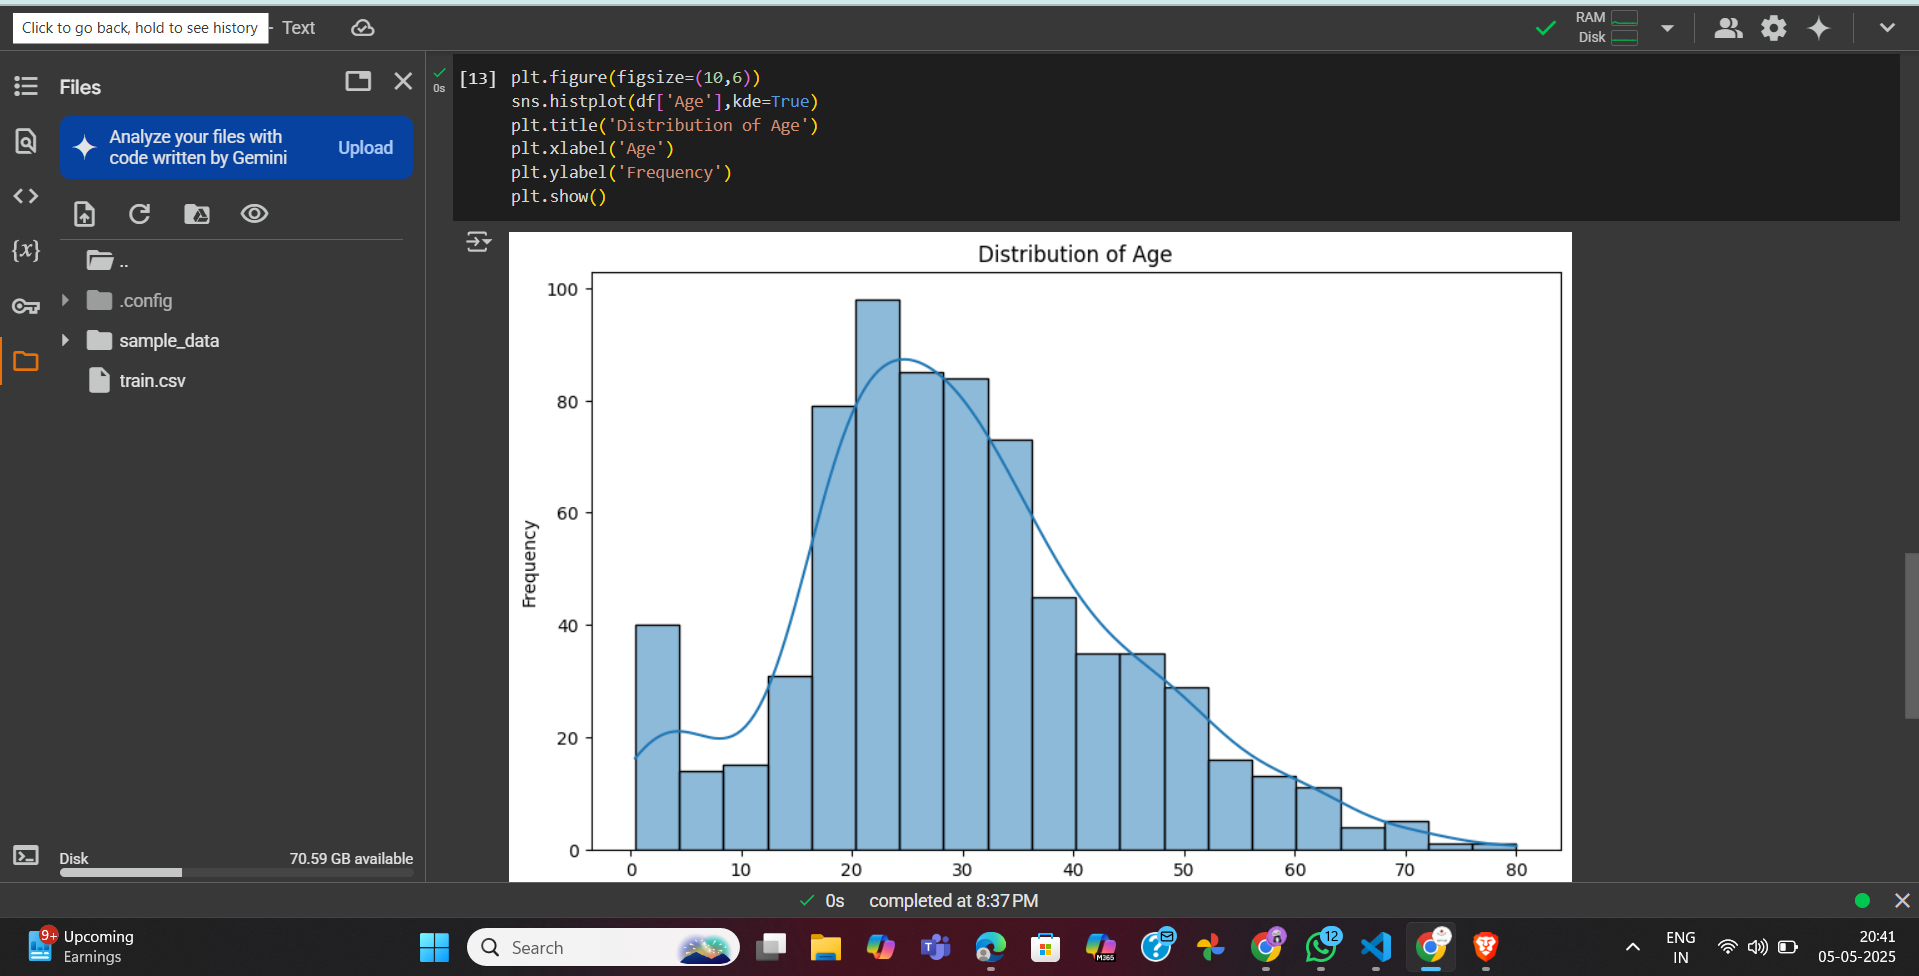 Click to go back, hold to see history
Text
RAM
Disk
Files
Analyze your files with
code written by Gemini
Upload
..
.config
sample_data
train.csv
Disk
70.59 GB available
0s
[13]
plt.figure(figsize=(10,6))
sns.histplot(df['Age'],kde=True)
plt.title('Distribution of Age')
plt.xlabel('Age')
plt.ylabel('Frequency')
plt.show()
Distribution of Age
Frequency
100
80
60
40
20
0
0 10 20 30 40 50 60 70 80
0s completed at 8:37 PM
9+
Upcoming
Earnings
Search
M365
12
ENG
IN
20:41
05-05-2025